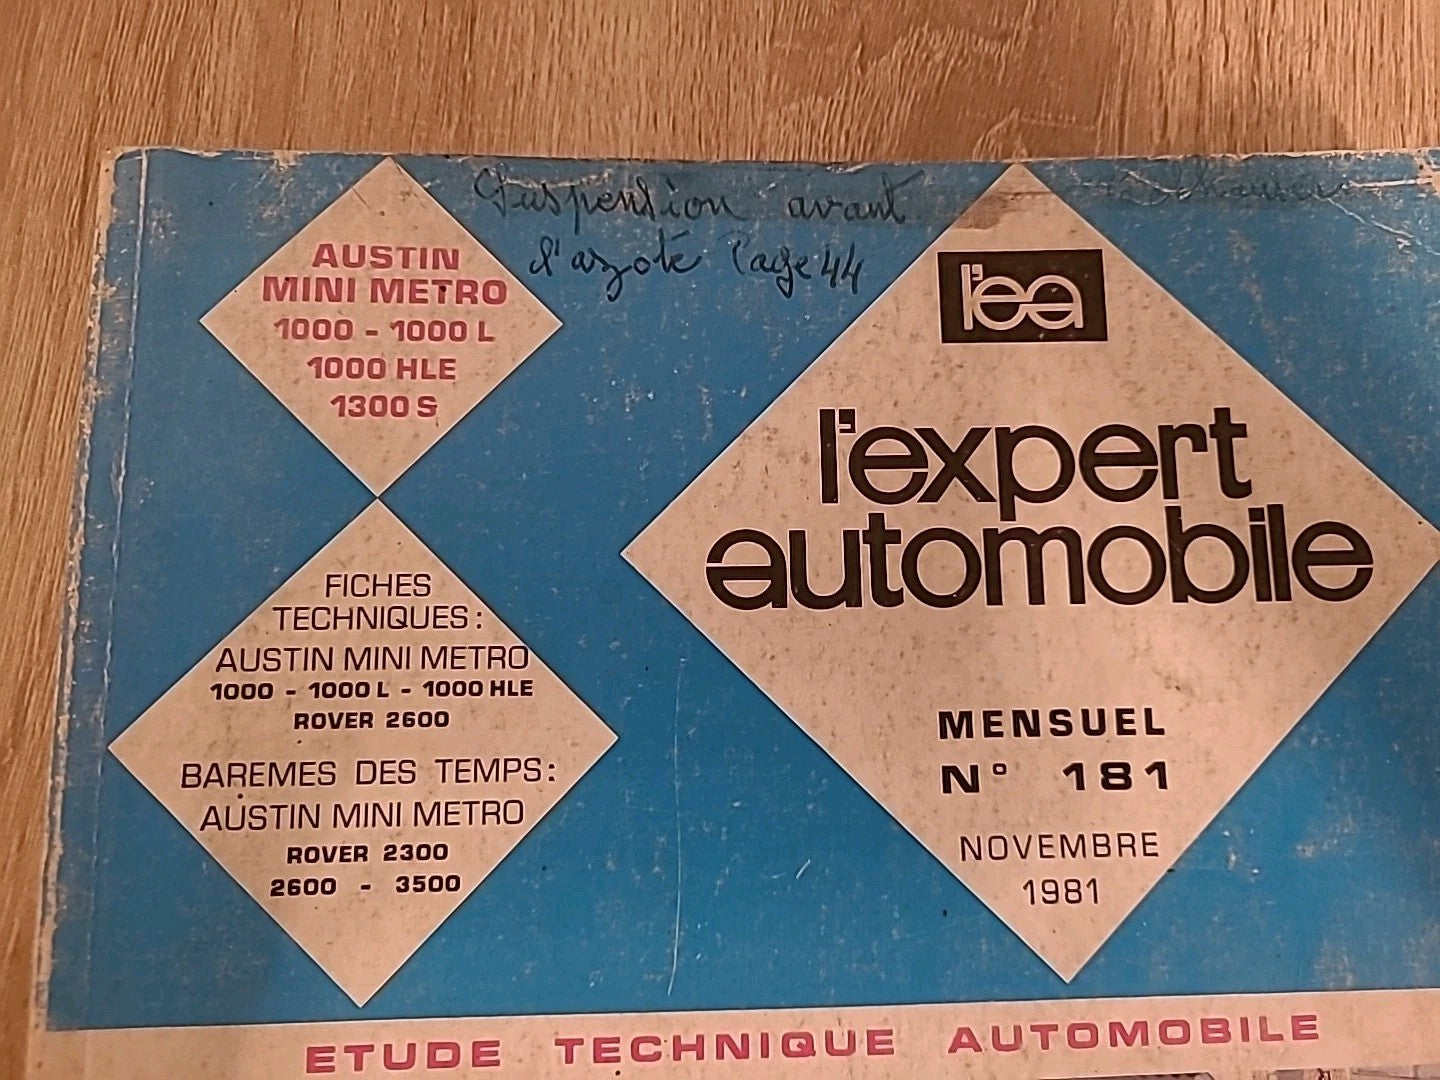 Suspension avant
l'azote Page 44
AUSTIN
MINI METRO
1000 - 1000 L
1000 HLE
1300 S
FICHES
TECHNIQUES :
AUSTIN MINI METRO
1000 - 1000 L - 1000 HLE
ROVER 2600
BAREMES DES TEMPS :
AUSTIN MINI METRO
ROVER 2300
2600 - 3500
l'ea
l'expert
automobile
MENSUEL
N° 181
NOVEMBRE
1981
ETUDE TECHNIQUE AUTOMOBILE